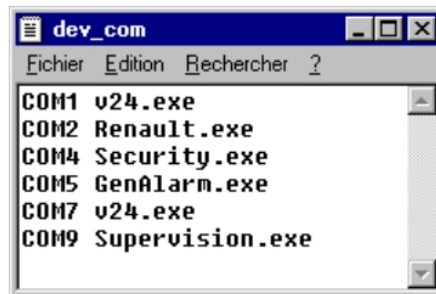 dev_com
Fichier Edition Rechercher ?
COM1 v24.exe
COM2 Renault.exe
COM4 Security.exe
COM5 GenAlarm.exe
COM7 v24.exe
COM9 Supervision.exe